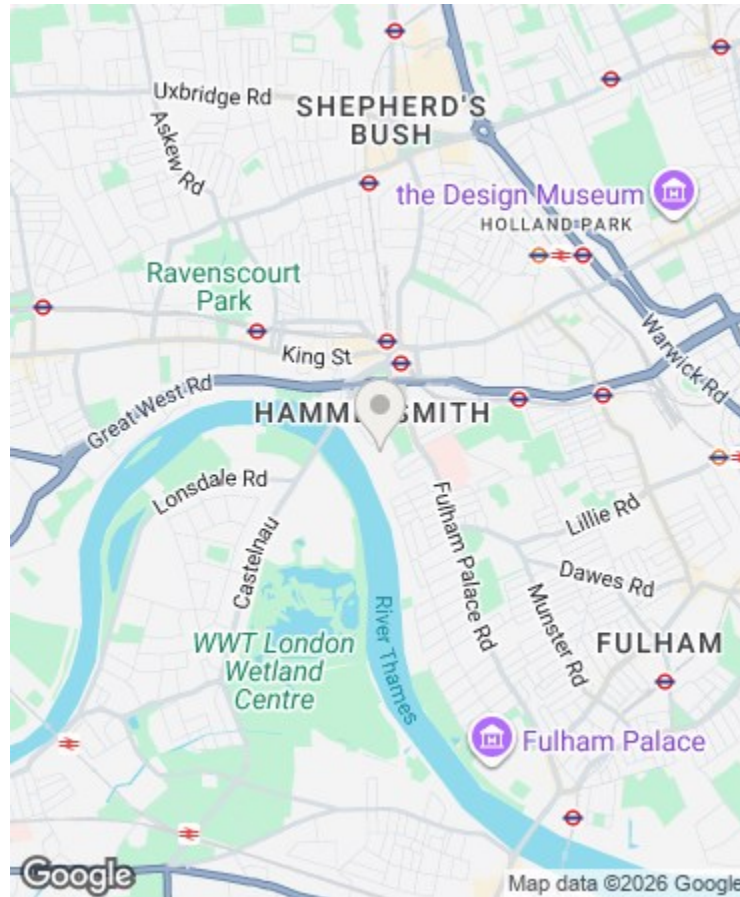 Uxbridge Rd
SHEPHERD'S
BUSH
Askew Rd
the Design Museum
HOLLAND PARK
Ravenscourt
Park
King St
Warwick Rd
Great West Rd
HAMMERSMITH
Lonsdale Rd
Castelnau
Fulham Palace Rd
Lillie Rd
Dawes Rd
Munster Rd
River Thames
WWT London
Wetland
Centre
FULHAM
Fulham Palace
Google
Map data ©2026 Google